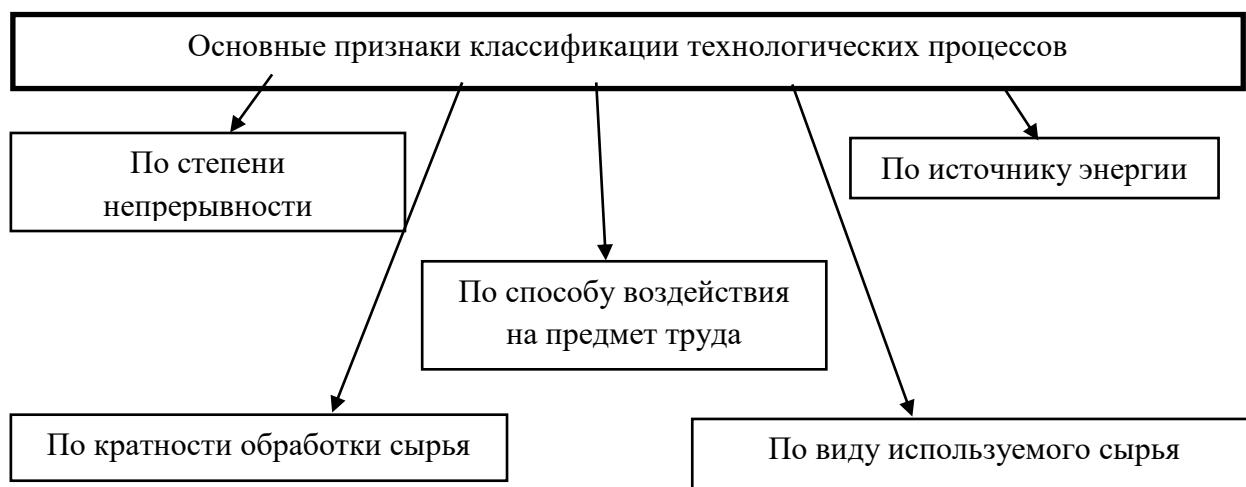 Основные признаки классификации технологических процессов
По степени
непрерывности
По источнику энергии
По способу воздействия
на предмет труда
По кратности обработки сырья
По виду используемого сырья